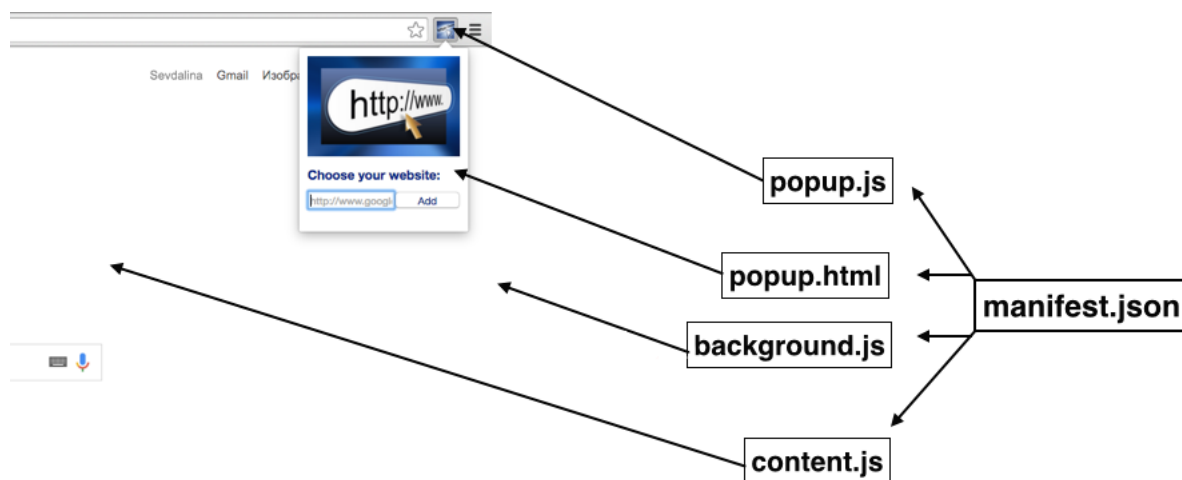 Sevdalina Gmail Изобра
http://www.
Choose your website:
http://www.googl Add
popup.js
popup.html
manifest.json
background.js
content.js